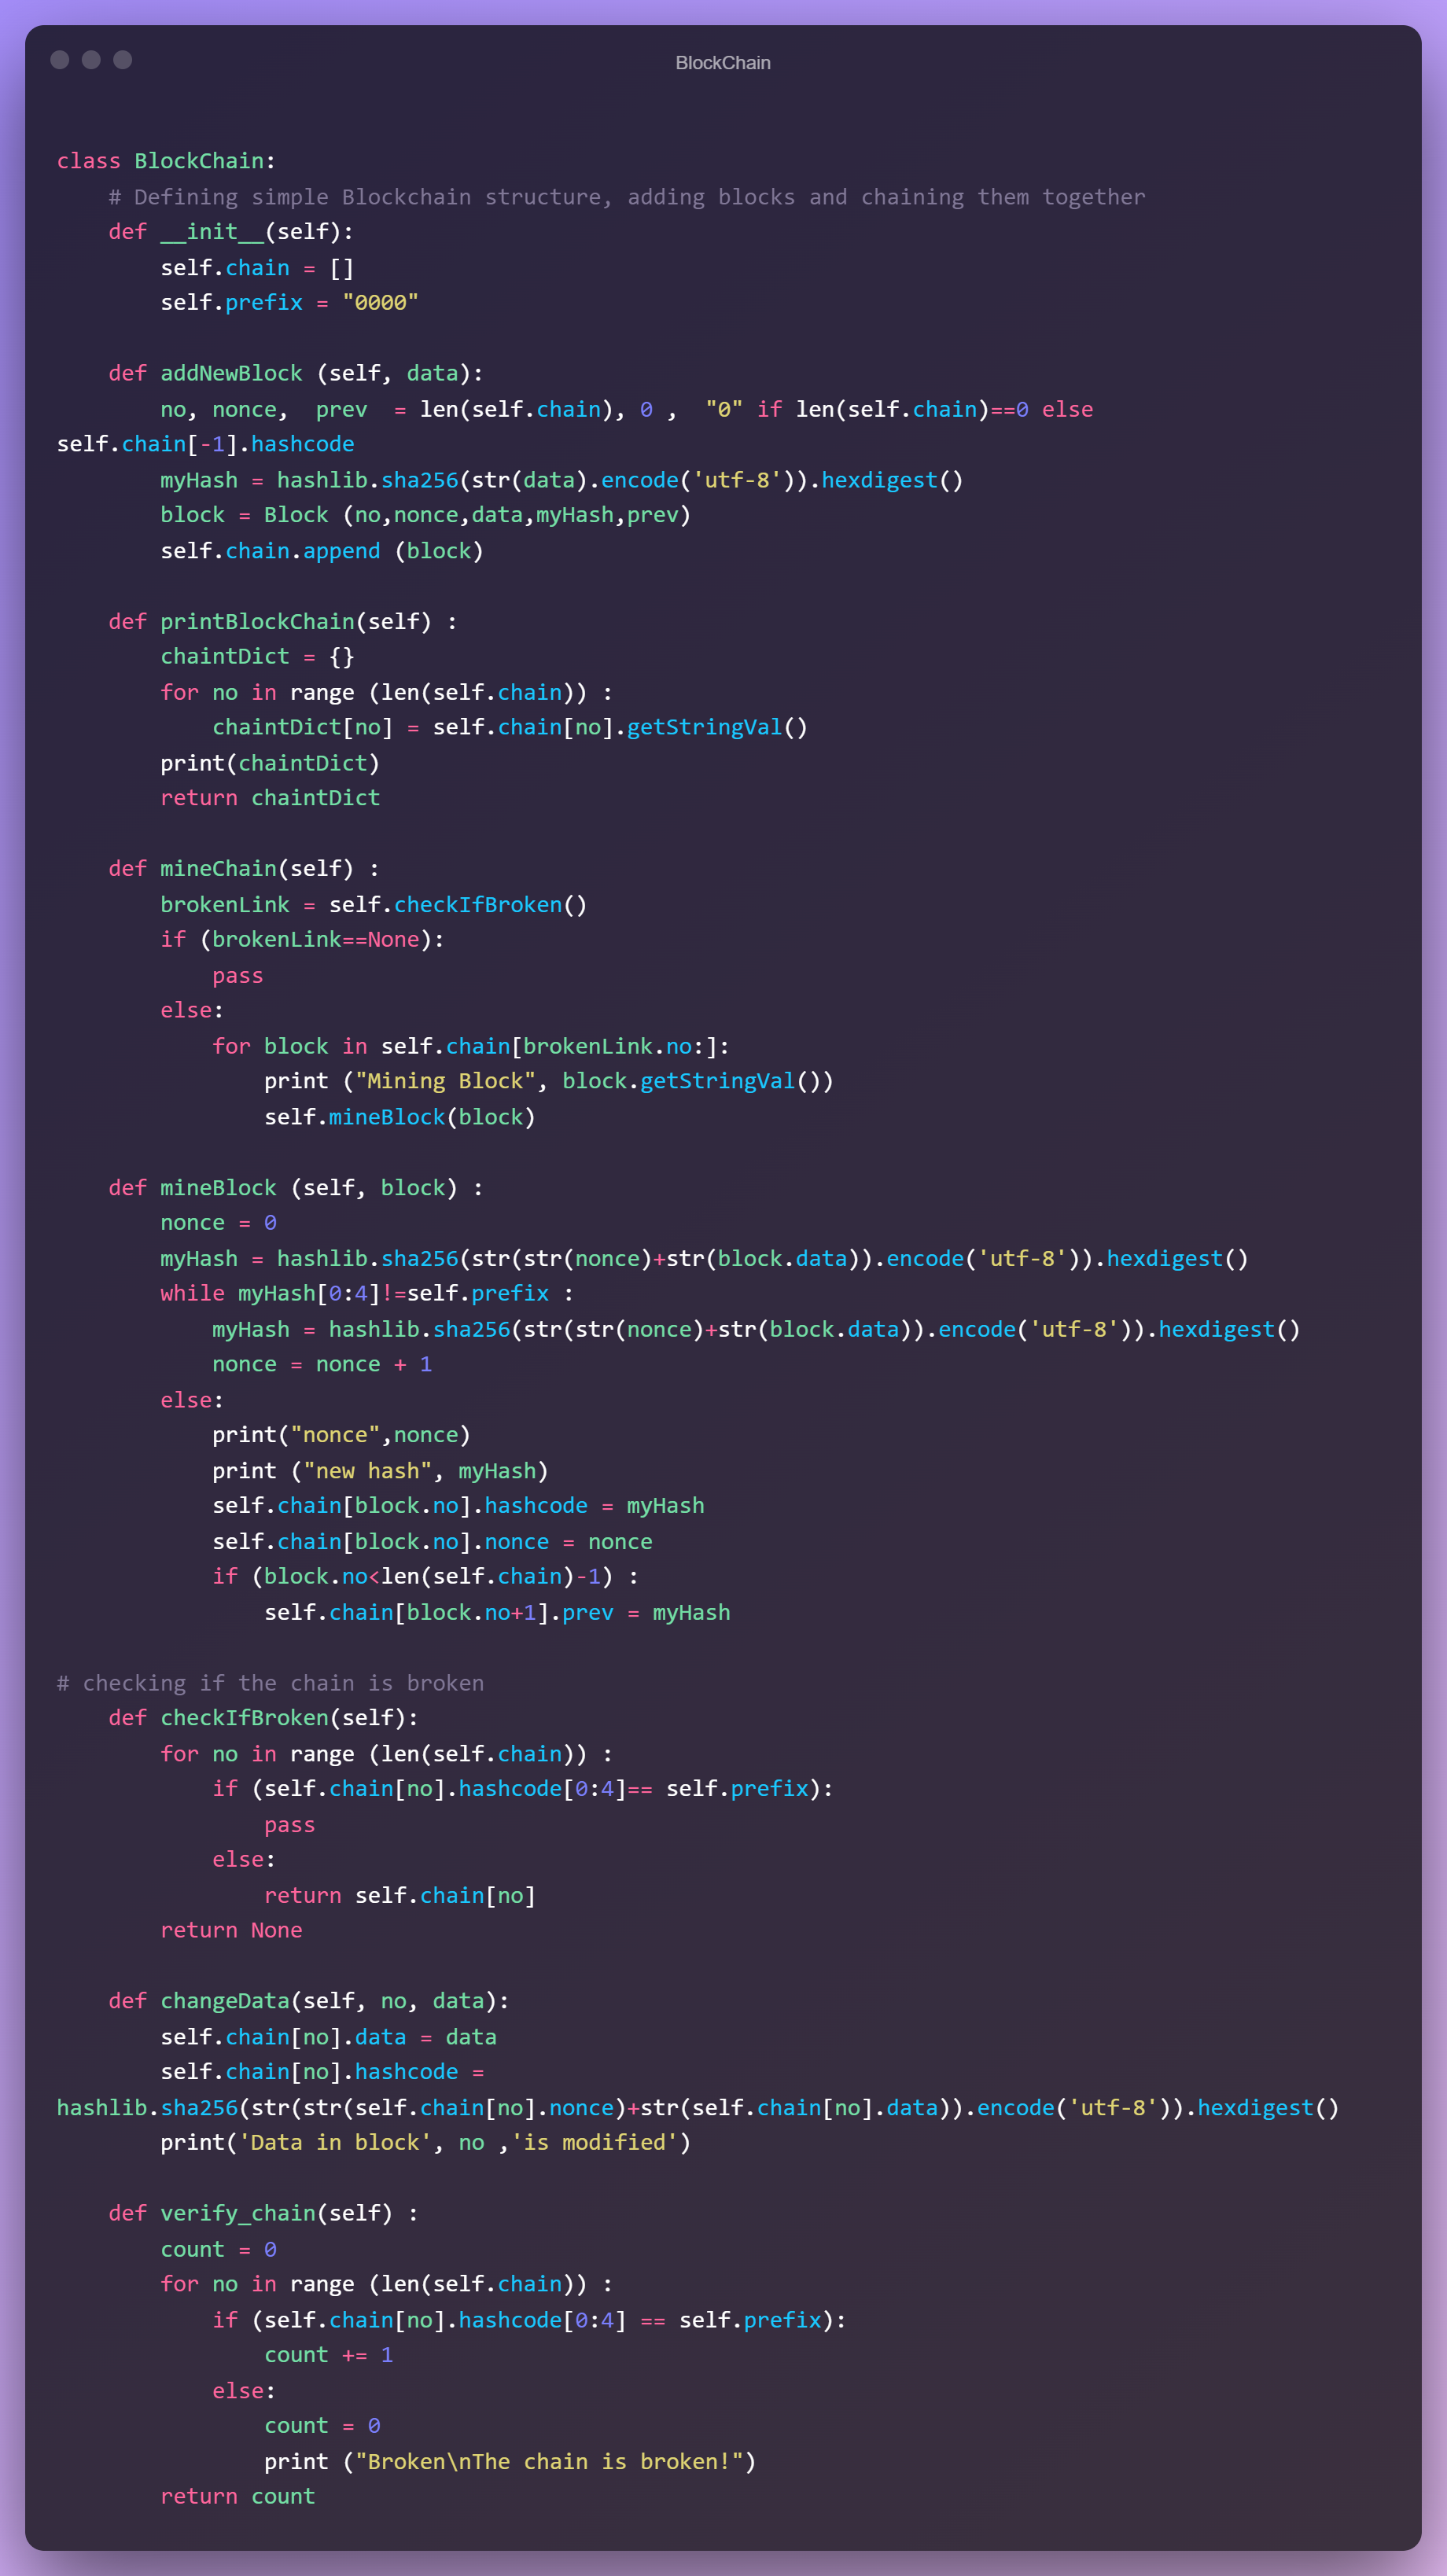 BlockChain
class BlockChain:
    # Defining simple Blockchain structure, adding blocks and chaining them together
    def __init__(self):
        self.chain = []
        self.prefix = "0000"

    def addNewBlock (self, data):
        no, nonce,  prev  = len(self.chain), 0 ,  "0" if len(self.chain)==0 else
self.chain[-1].hashcode
        myHash = hashlib.sha256(str(data).encode('utf-8')).hexdigest()
        block = Block (no,nonce,data,myHash,prev)
        self.chain.append (block)

    def printBlockChain(self) :
        chaintDict = {}
        for no in range (len(self.chain)) :
            chaintDict[no] = self.chain[no].getStringVal()
        print(chaintDict)
        return chaintDict

    def mineChain(self) :
        brokenLink = self.checkIfBroken()
        if (brokenLink==None):
            pass
        else:
            for block in self.chain[brokenLink.no:]:
                print ("Mining Block", block.getStringVal())
                self.mineBlock(block)

    def mineBlock (self, block) :
        nonce = 0
        myHash = hashlib.sha256(str(str(nonce)+str(block.data)).encode('utf-8')).hexdigest()
        while myHash[0:4]!=self.prefix :
            myHash = hashlib.sha256(str(str(nonce)+str(block.data)).encode('utf-8')).hexdigest()
            nonce = nonce + 1
        else:
            print("nonce",nonce)
            print ("new hash", myHash)
            self.chain[block.no].hashcode = myHash
            self.chain[block.no].nonce = nonce
            if (block.no<len(self.chain)-1) :
                self.chain[block.no+1].prev = myHash

# checking if the chain is broken
    def checkIfBroken(self):
        for no in range (len(self.chain)) :
            if (self.chain[no].hashcode[0:4]== self.prefix):
                pass
            else:
                return self.chain[no]
        return None

    def changeData(self, no, data):
        self.chain[no].data = data
        self.chain[no].hashcode =
hashlib.sha256(str(str(self.chain[no].nonce)+str(self.chain[no].data)).encode('utf-8')).hexdigest()
        print('Data in block', no ,'is modified')

    def verify_chain(self) :
        count = 0
        for no in range (len(self.chain)) :
            if (self.chain[no].hashcode[0:4] == self.prefix):
                count += 1
            else:
                count = 0
                print ("Broken\nThe chain is broken!")
        return count